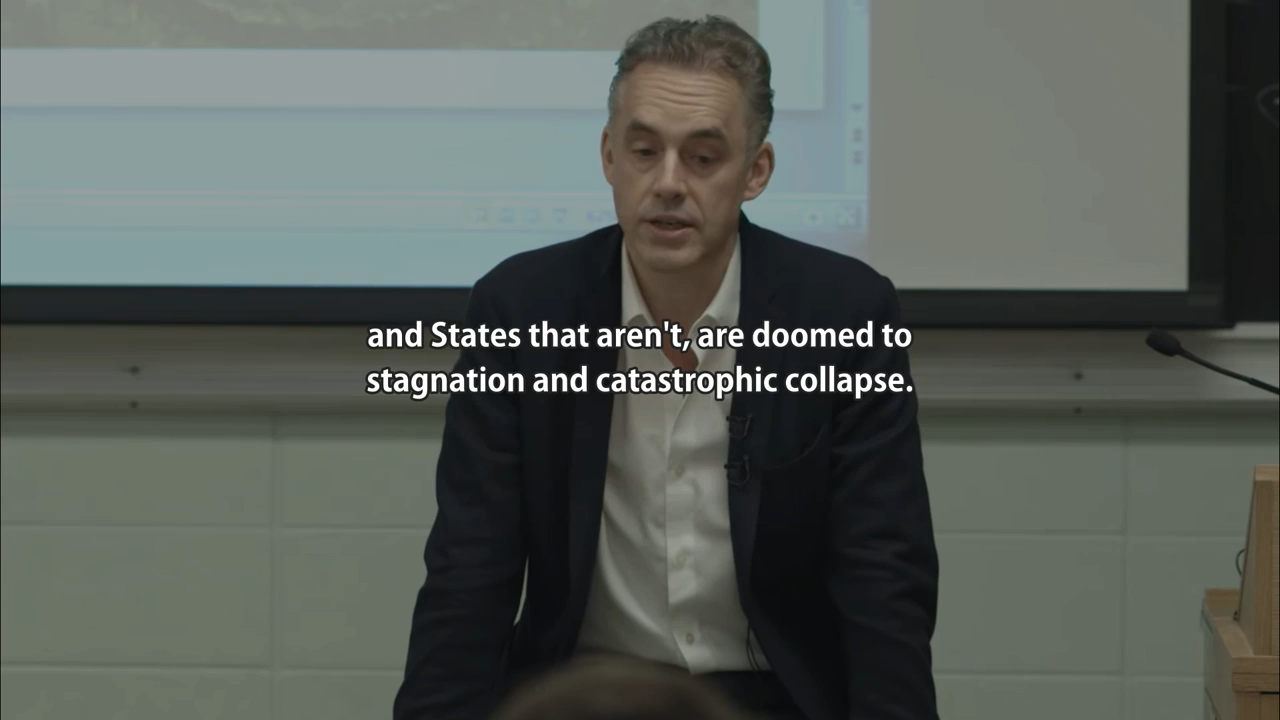 and States that aren't, are doomed to
stagnation and catastrophic collapse.